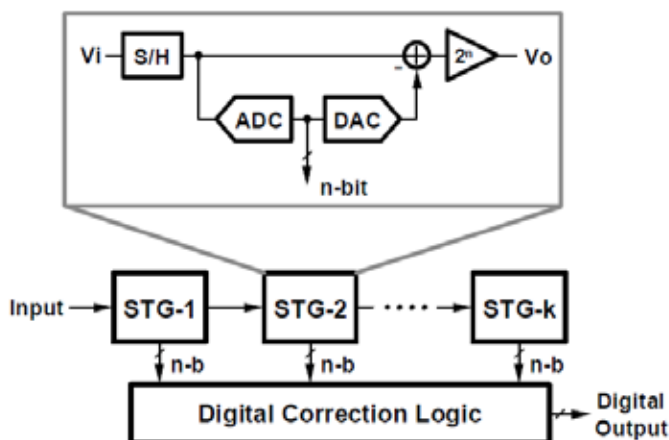 Vi S/H - 2ⁿ Vo
ADC DAC
n-bit
Input STG-1 STG-2 STG-k
n-b n-b n-b
Digital Correction Logic Digital
Output